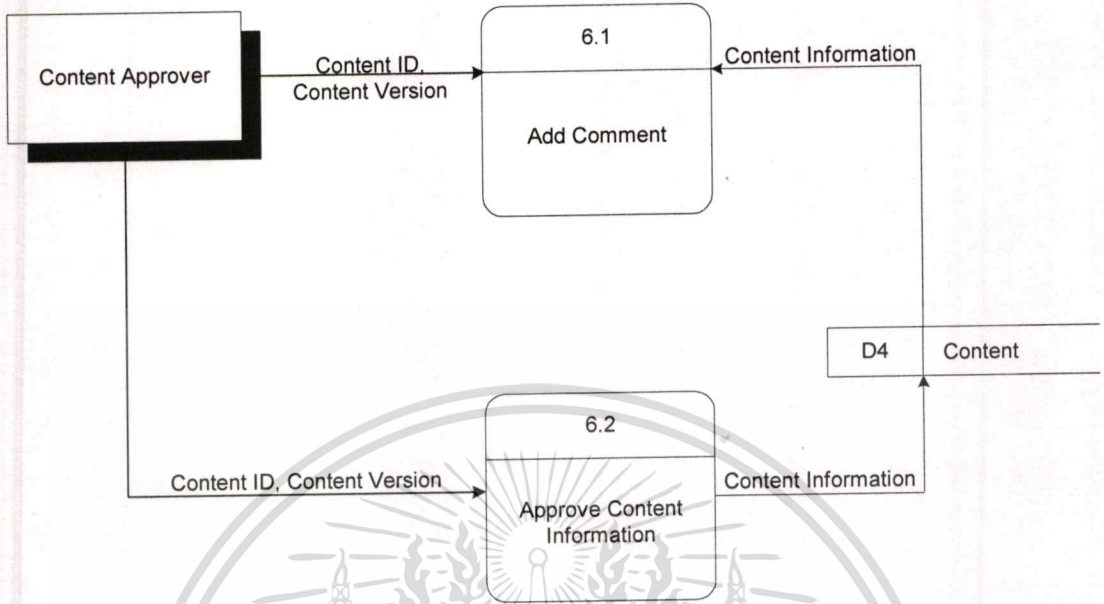 Content Approver
Content ID,
Content Version
6.1
Add Comment
Content Information
D4
Content
6.2
Approve Content
Information
Content ID, Content Version
Content Information